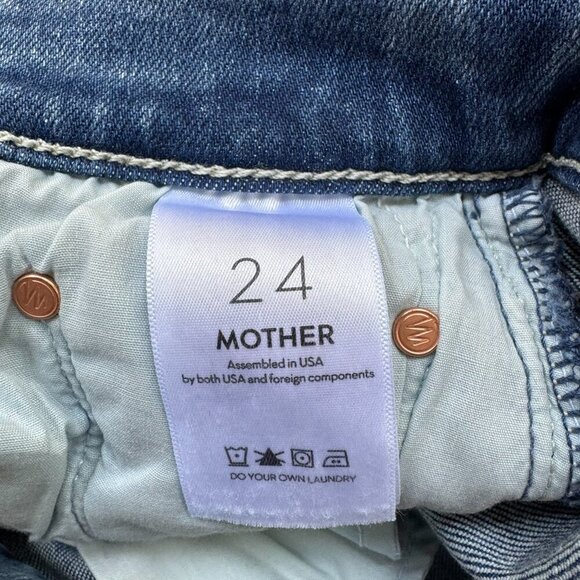 24
MOTHER
Assembled in USA
by both USA and foreign components
DO YOUR OWN LAUNDRY